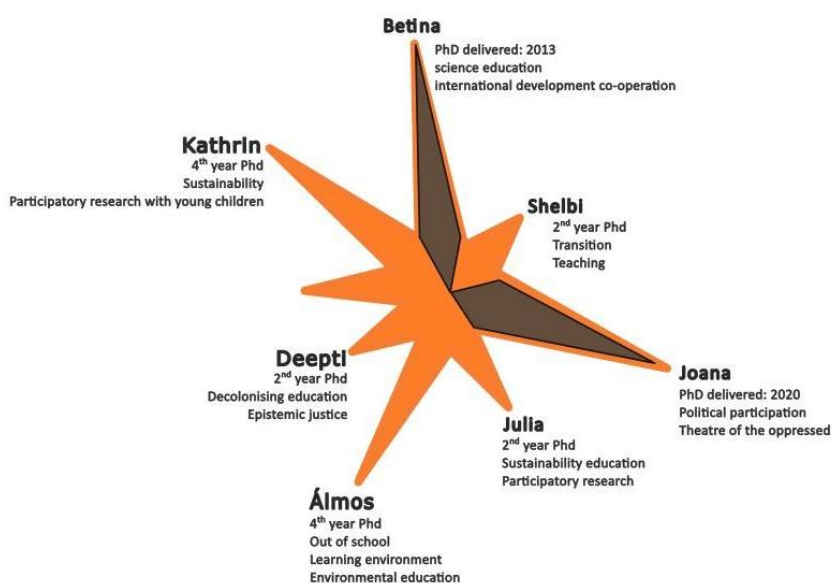 Betina
PhD delivered: 2013
science education
international development co-operation
Kathrin
4th year Phd
Sustainability
Participatory research with young children
Shelbi
2nd year Phd
Transition
Teaching
Deepti
2nd year Phd
Decolonising education
Epistemic justice
Joana
PhD delivered: 2020
Political participation
Theatre of the oppressed
Julia
2nd year Phd
Sustainability education
Participatory research
Álmos
4th year Phd
Out of school
Learning environment
Environmental education